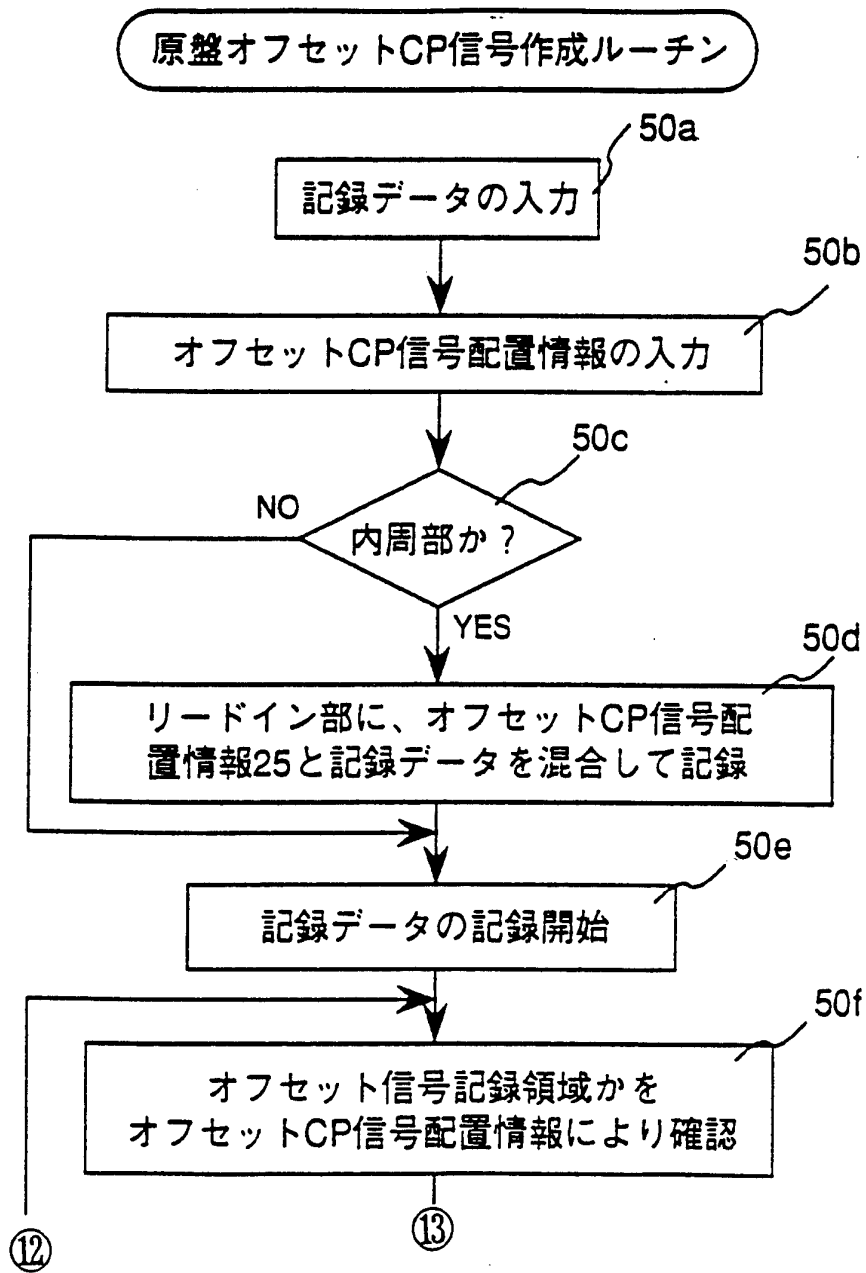 原盤オフセットCP信号作成ルーチン
50a
記録データの入力
50b
オフセットCP信号配置情報の入力
50c
NO
内周部か？
YES
50d
リードイン部に、オフセットCP信号配
置情報25と記録データを混合して記録
50e
記録データの記録開始
50f
オフセット信号記録領域かを
オフセットCP信号配置情報により確認
⑫
⑬